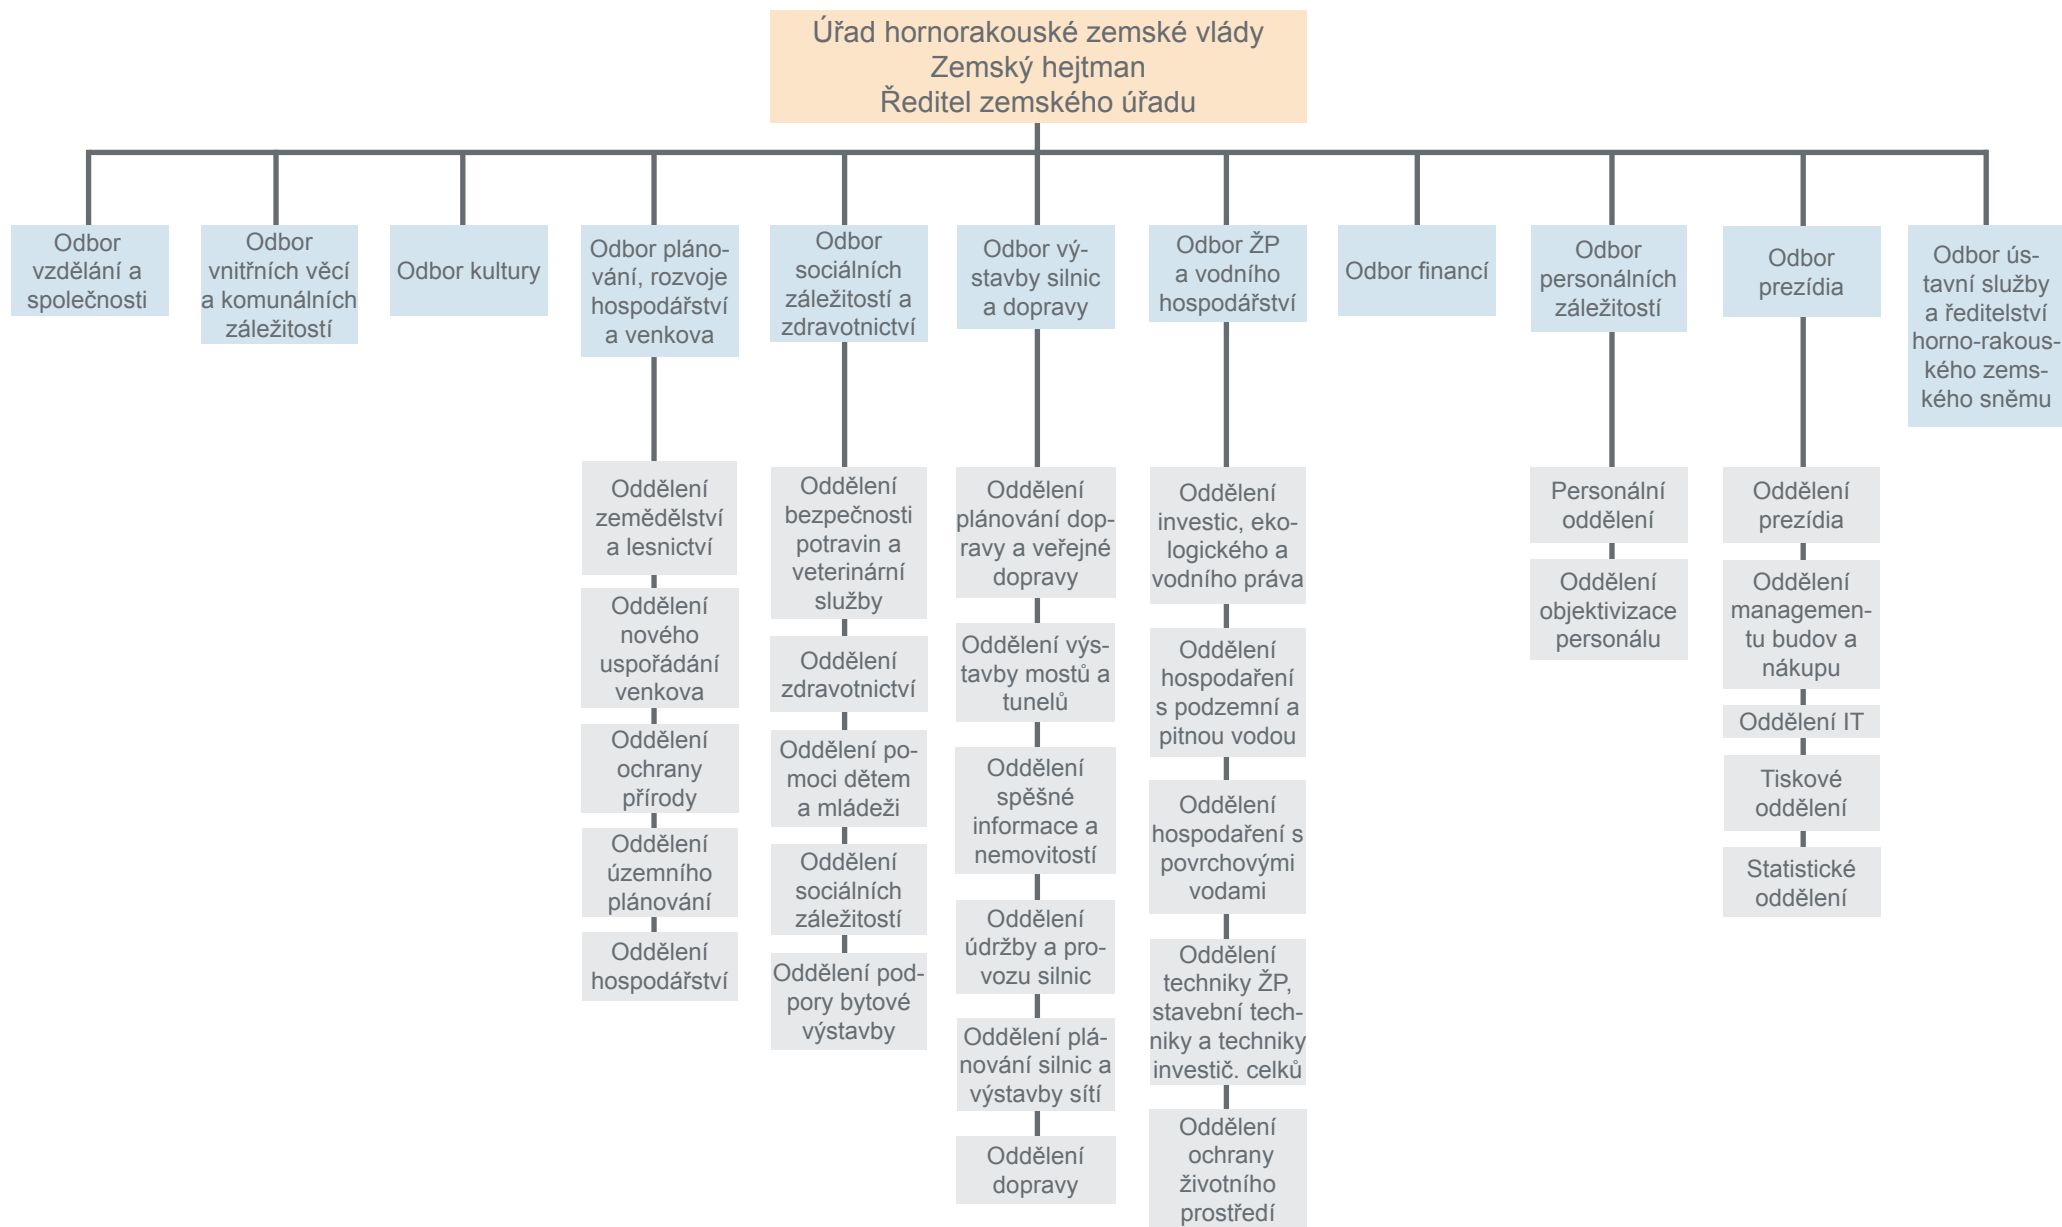 Úřad hornorakouské zemské vlády
Zemský hejtman
Ředitel zemského úřadu
Odbor
vzdělání a
společnosti
Odbor
vnitřních věcí
a komunálních
záležitostí
Odbor kultury
Odbor pláno-
vání, rozvoje
hospodářství
a venkova
Odbor
sociálních
záležitostí a
zdravotnictví
Odbor vý-
stavby silnic
a dopravy
Odbor ŽP
a vodního
hospodářství
Odbor financí
Odbor
personálních
záležitostí
Odbor
prezídia
Odbor ús-
tavní služby
a ředitelství
horno-rakous-
kého zems-
kého sněmu
Oddělení
zemědělství
a lesnictví
Oddělení
nového
uspořádání
venkova
Oddělení
ochrany
přírody
Oddělení
územního
plánování
Oddělení
hospodářství
Oddělení
bezpečnosti
potravin a
veterinární
služby
Oddělení
zdravotnictví
Oddělení po-
moci dětem
a mládeži
Oddělení
sociálních
záležitostí
Oddělení pod-
pory bytové
výstavby
Oddělení
plánování dop-
ravy a veřejné
dopravy
Oddělení výs-
tavby mostů a
tunelů
Oddělení
spěšné
informace a
nemovitostí
Oddělení
údržby a pro-
vozu silnic
Oddělení plá-
nování silnic a
výstavby sítí
Oddělení
dopravy
Oddělení
investic, eko-
logického a
vodního práva
Oddělení
hospodaření
s podzemní a
pitnou vodou
Oddělení
hospodaření s
povrchovými
vodami
Oddělení
techniky ŽP,
stavební tech-
niky a techniky
investič. celků
Oddělení
ochrany
životního
prostředí
Personální
oddělení
Oddělení
objektivizace
personálu
Oddělení
prezídia
Oddělení
managemen-
tu budov a
nákupu
Oddělení IT
Tiskové
oddělení
Statistické
oddělení